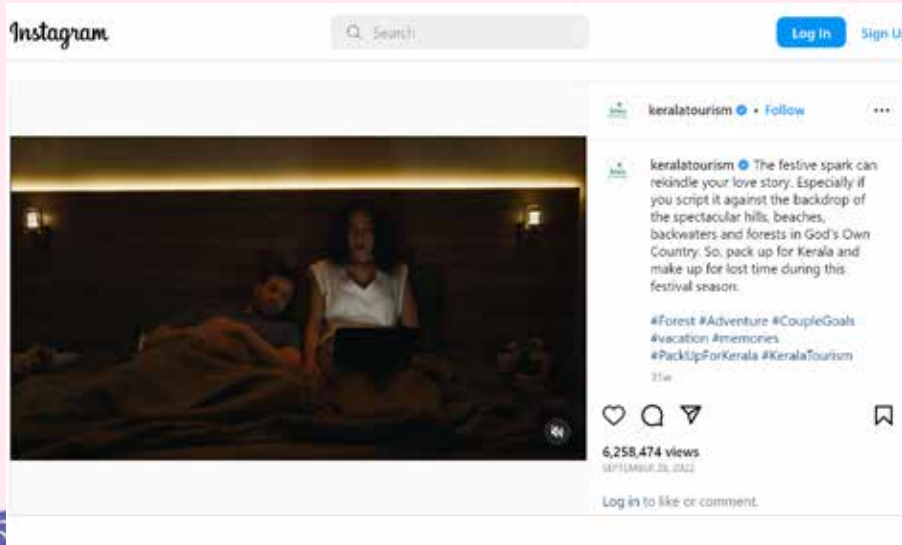 Instagram
Search
Log In
Sign U
keralatourism • Follow
keralatourism The festive spark can
rekindle your love story. Especially if
you script it against the backdrop of
the spectacular hills, beaches,
backwaters and forests in God's Own
Country. So, pack up for Kerala and
make up for lost time during this
festival season.
#Forest #Adventure #CoupleGoals
#vacation #memories
#PackUpForKerala #KeralaTourism
6,258,474 views
Log in to like or comment.